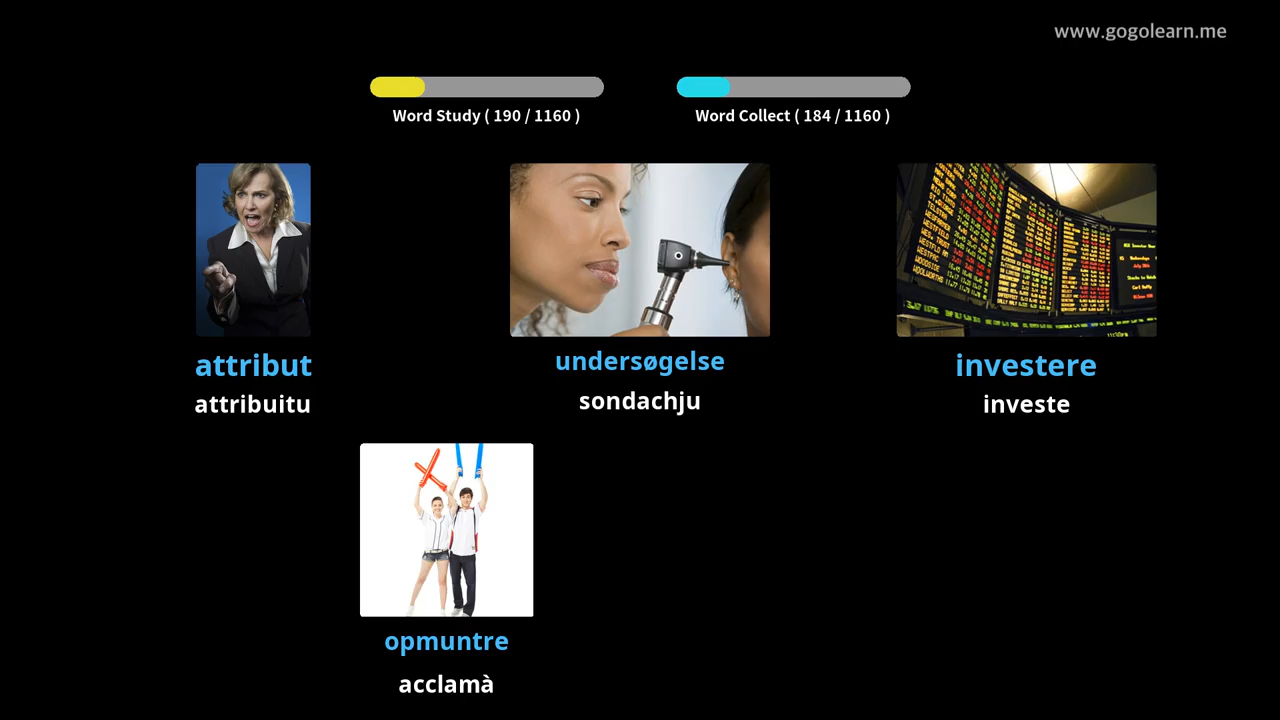 www.gogolearn.me
Word Study ( 190 / 1160 )
Word Collect ( 184 / 1160 )
attribut
attribuitu
undersøgelse
sondachju
investere
investe
opmuntre
acclamà